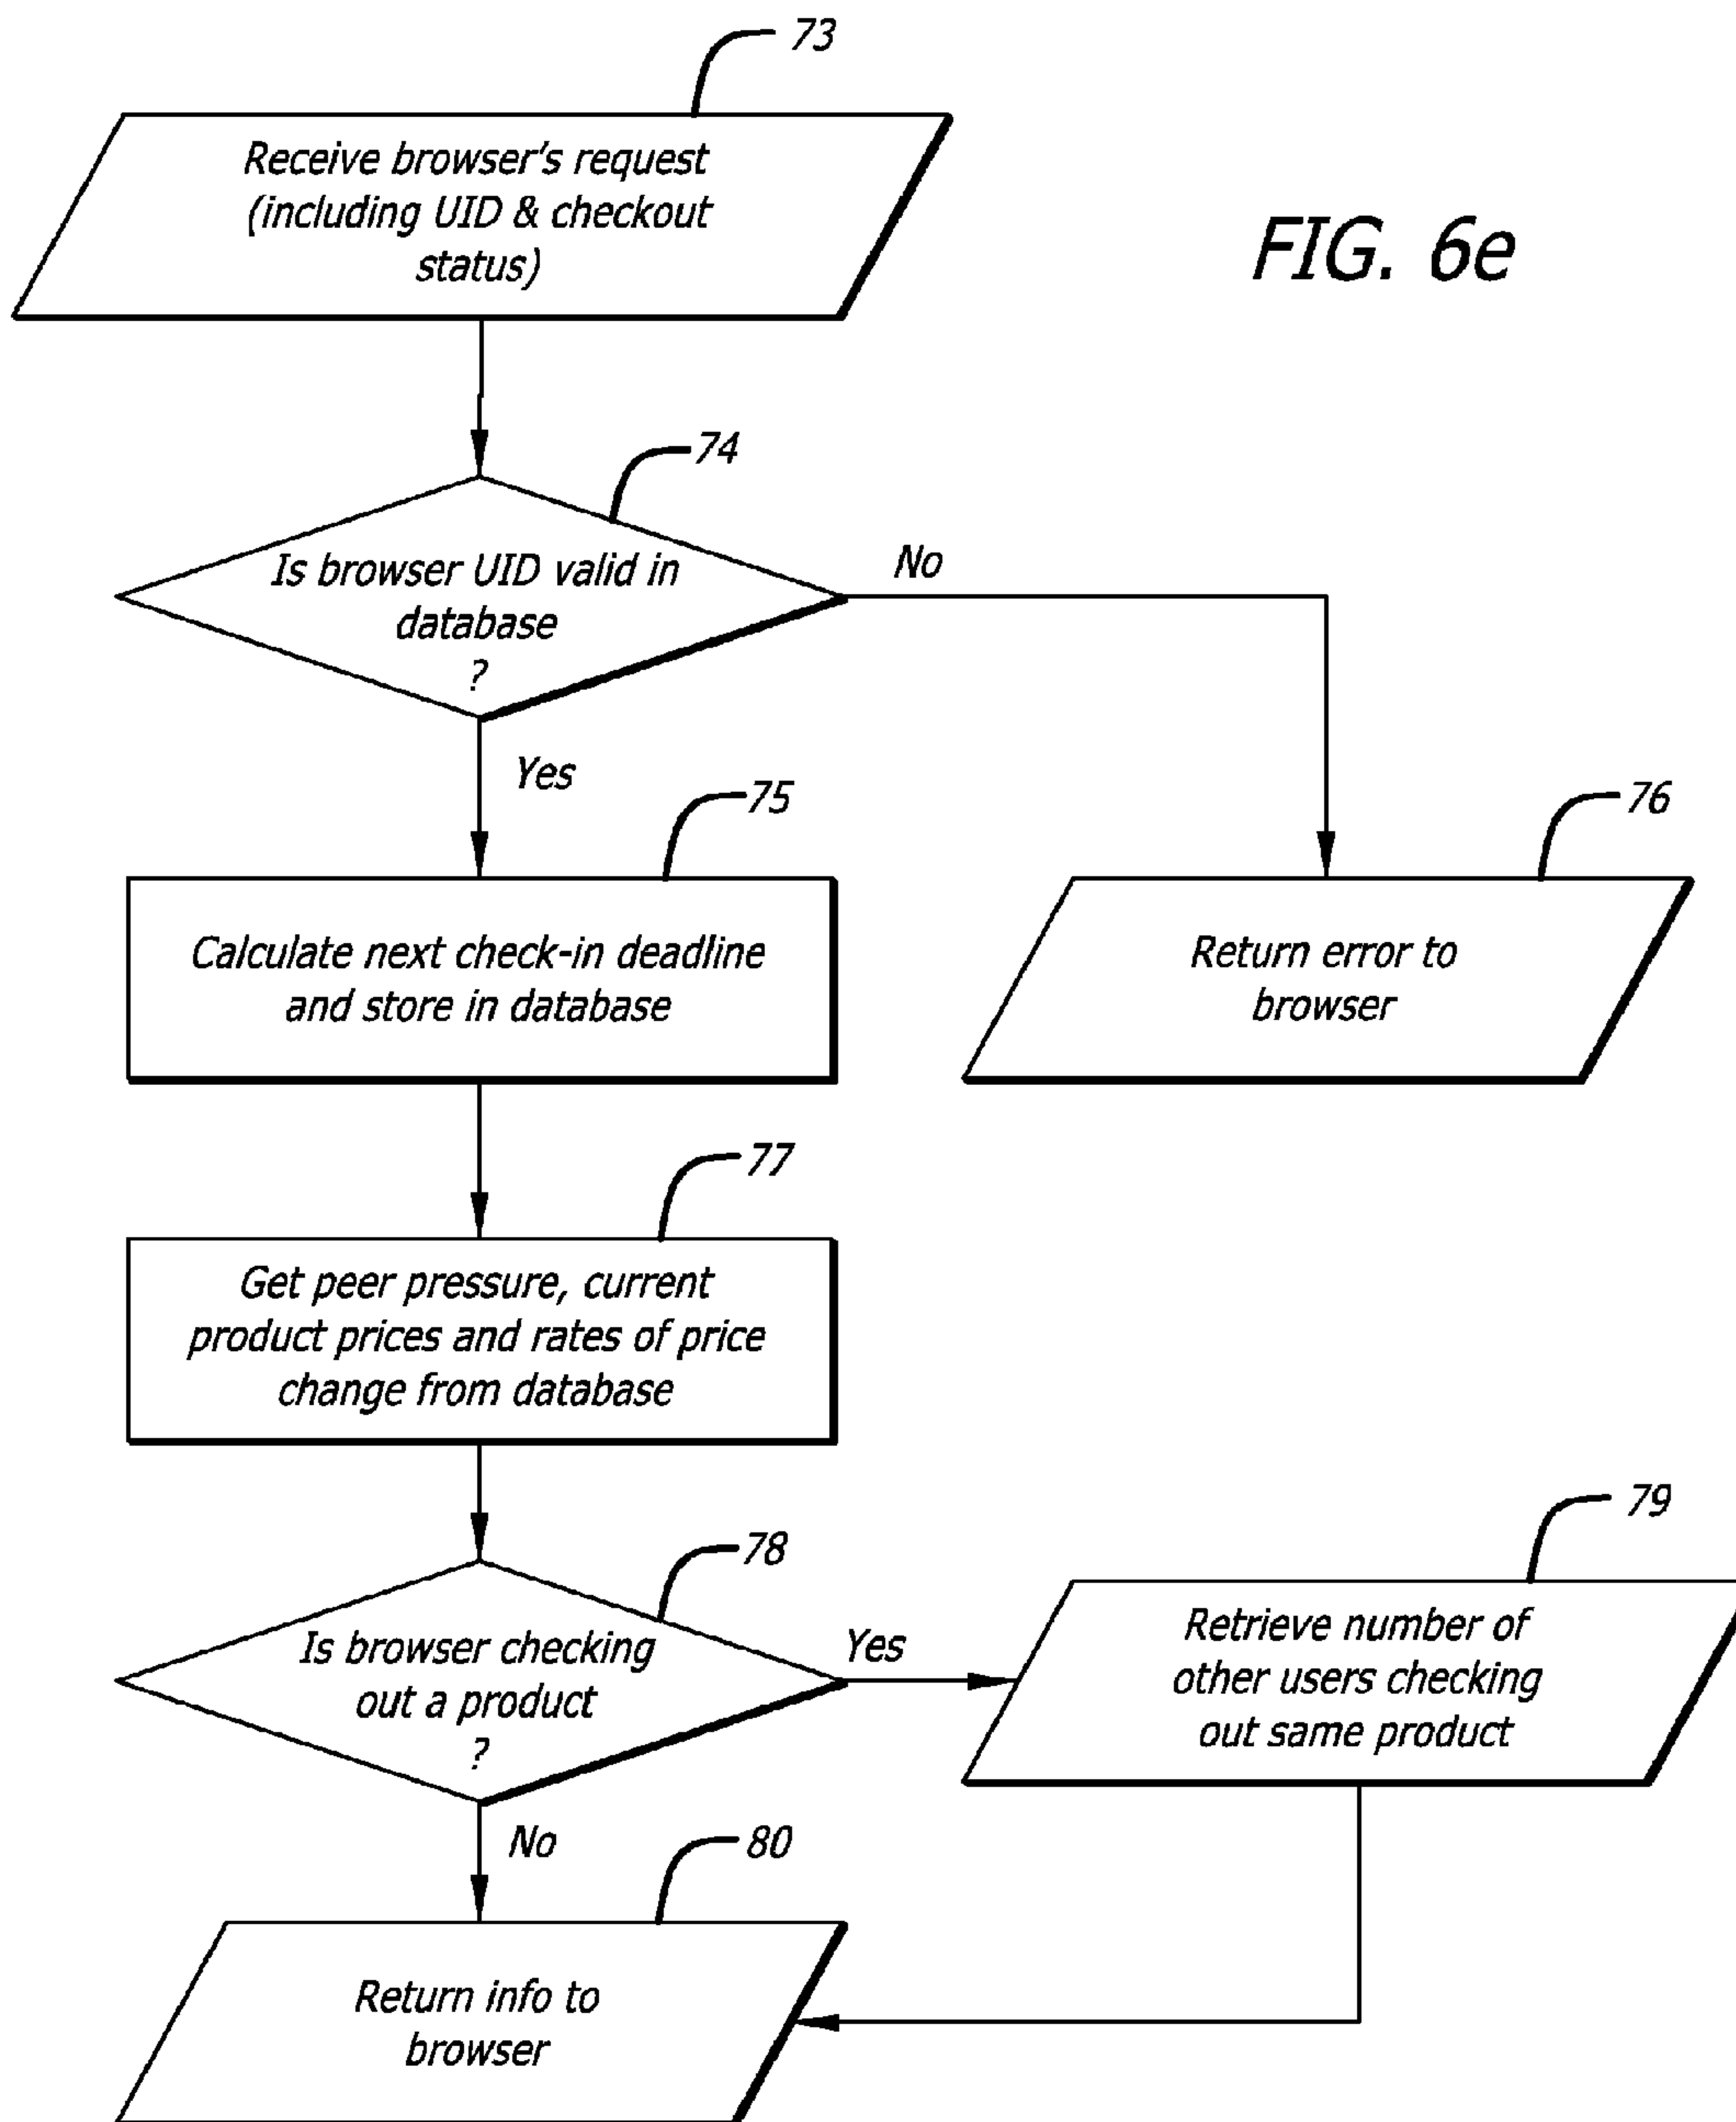 73
Receive browser's request
(including UID & checkout
status)
FIG. 6e
74
Is browser UID valid in
database
?
No
Yes
75
Calculate next check-in deadline
and store in database
76
Return error to
browser
77
Get peer pressure, current
product prices and rates of price
change from database
78
Is browser checking
out a product
?
Yes
79
Retrieve number of
other users checking
out same product
No
80
Return info to
browser